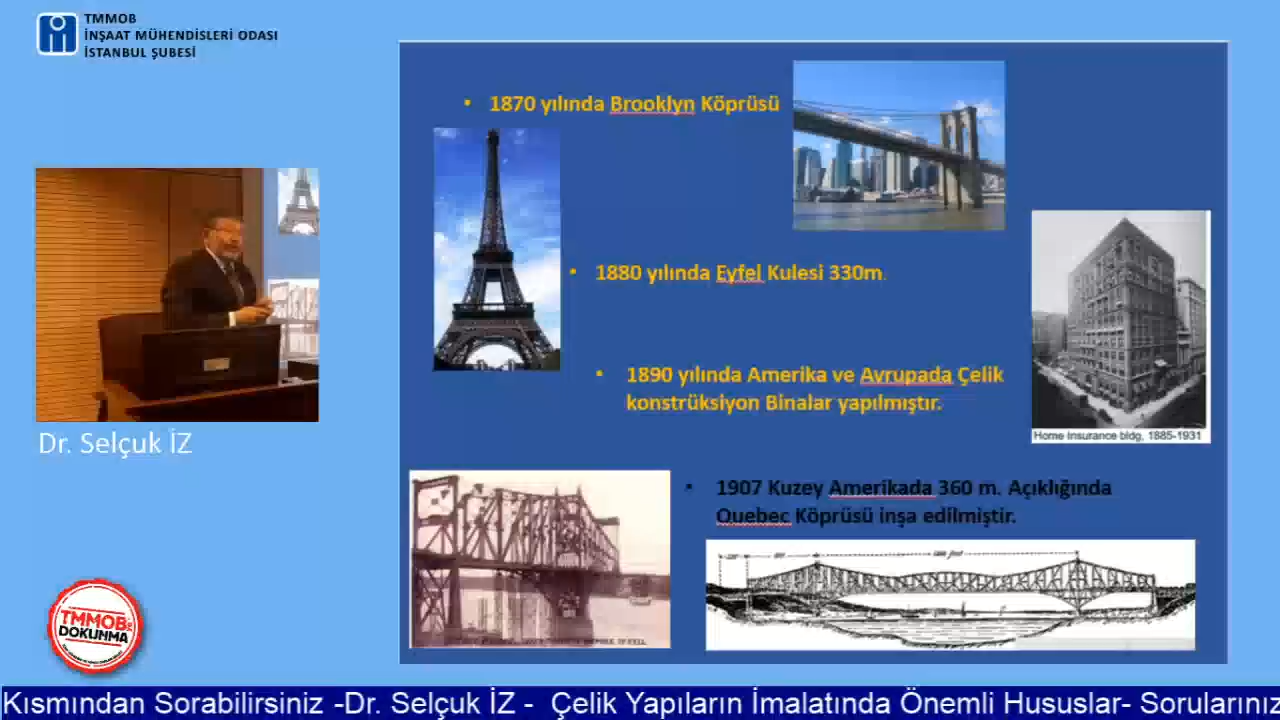 TMMOB
İNŞAAT MÜHENDİSLERİ ODASI
İSTANBUL ŞUBESİ
• 1870 yılında Brooklyn Köprüsü
• 1880 yılında Eyfel Kulesi 330m.
• 1890 yılında Amerika ve Avrupada Çelik
konstrüksiyon Binalar yapılmıştır.
Home Insurance bldg, 1885-1931
Dr. Selçuk İZ
• 1907 Kuzey Amerikada 360 m. Açıklığında
Quebec Köprüsü inşa edilmiştir.
TMMOB
DOKUNMA
Kısmından Sorabilirsiniz -Dr. Selçuk İZ - Çelik Yapıların İmalatında Önemli Hususlar- Sorularınız